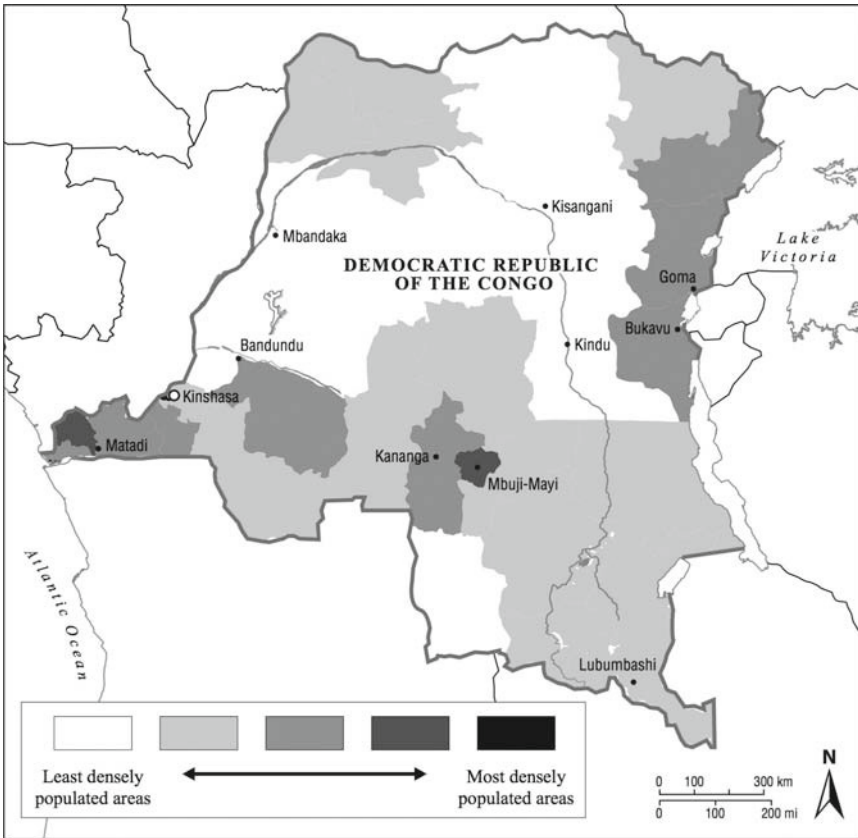 Kisangani
Mbandaka
Lake
Victoria
DEMOCRATIC REPUBLIC
OF THE CONGO
Goma
Bukavu
Bandundu
Kindu
Kinshasa
Matadi
Kananga
Mbuji-Mayi
Atlantic Ocean
Lubumbashi
Least densely
populated areas
Most densely
populated areas
N
0 100 300 km
0 100 200 mi